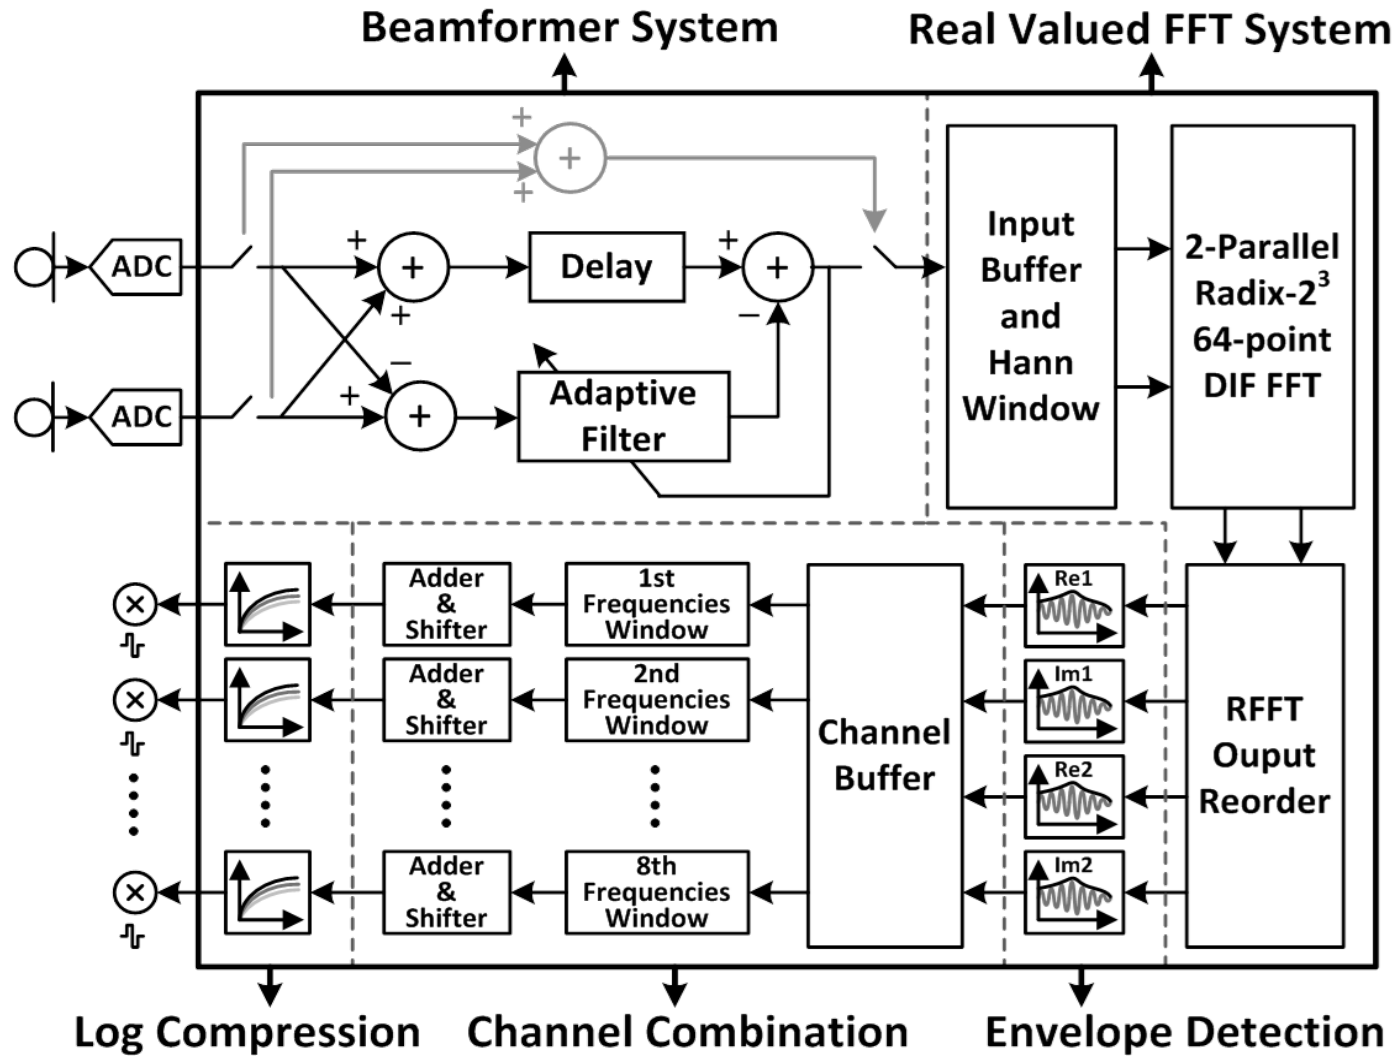 Beamformer System
Real Valued FFT System
+
+
+
ADC
+
+
Delay
+
+
−
Input
Buffer
and
Hann
Window
2-Parallel
Radix-2³
64-point
DIF FFT
+
−
ADC
+
+
Adaptive
Filter
Adder
&
Shifter
1st
Frequencies
Window
Re1
Adder
&
Shifter
2nd
Frequencies
Window
Im1
Channel
Buffer
Re2
RFFT
Ouput
Reorder
Adder
&
Shifter
8th
Frequencies
Window
Im2
Log Compression
Channel Combination
Envelope Detection